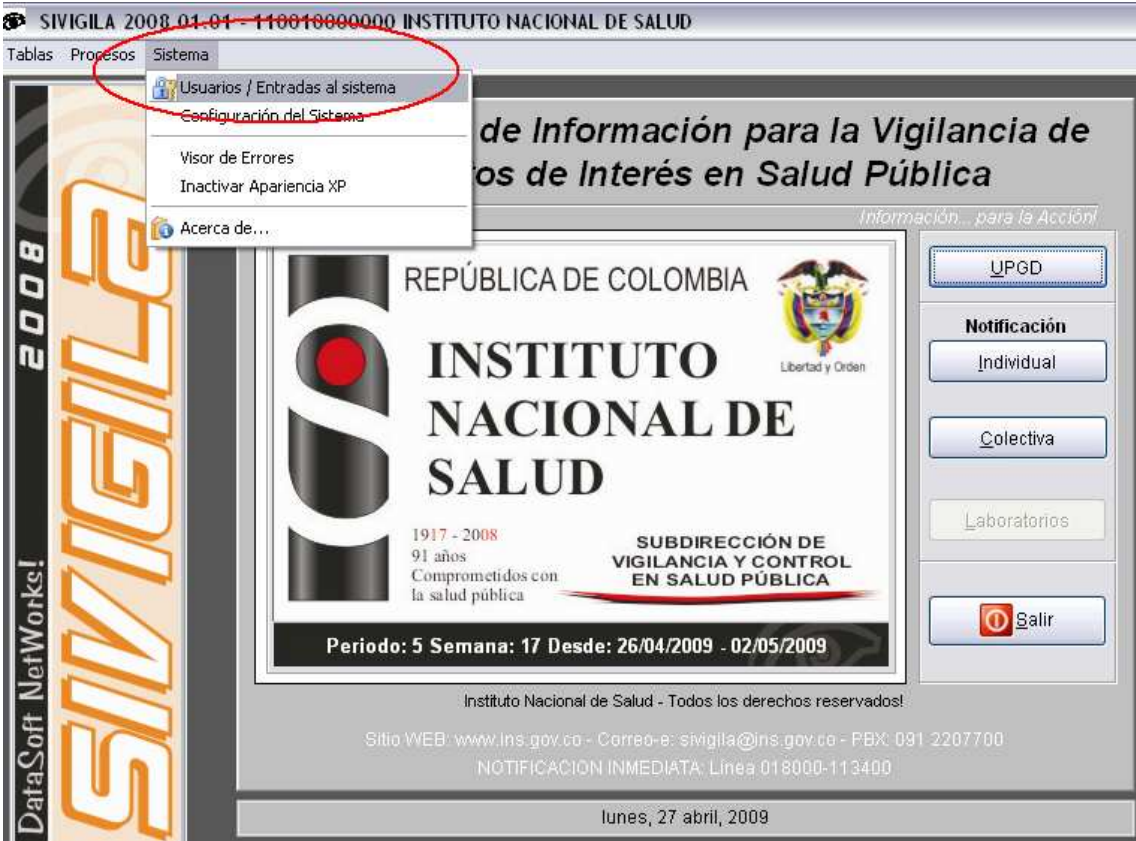 SIVIGILA 2008.01.01 - 110010000000 INSTITUTO NACIONAL DE SALUD
Tablas Procesos Sistema
Usuarios / Entradas al sistema
Configuración del Sistema
Visor de Errores
Inactivar Apariencia XP
Acerca de...
de Información para la Vigilancia de
os de Interés en Salud Pública
Información... para la Acción!
REPÚBLICA DE COLOMBIA
Libertad y Orden
INSTITUTO
NACIONAL DE
SALUD
1917 - 2008
91 años
Comprometidos con
la salud pública
SUBDIRECCIÓN DE
VIGILANCIA Y CONTROL
EN SALUD PÚBLICA
Periodo: 5 Semana: 17 Desde: 26/04/2009 - 02/05/2009
UPGD
Notificación
Individual
Colectiva
Laboratorios
Salir
Instituto Nacional de Salud - Todos los derechos reservados!
Sitio WEB: www.ins.gov.co - Correo-e: sivigila@ins.gov.co - PBX: 091 2207700
NOTIFICACION INMEDIATA: Línea 018000-113400
lunes, 27 abril, 2009
DataSoft NetWorks! 2008
SIVIGILa